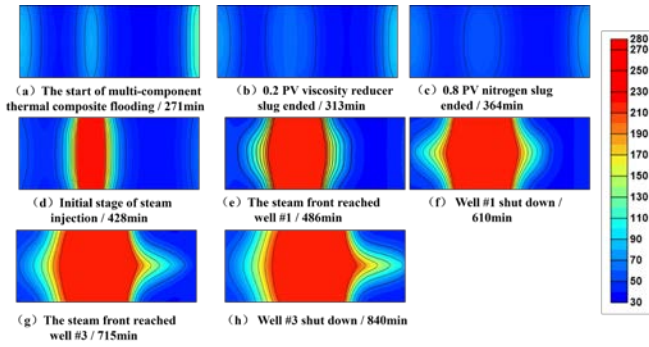 (a) The start of multi-component
thermal composite flooding / 271min
(b) 0.2 PV viscosity reducer
slug ended / 313min
(c) 0.8 PV nitrogen slug
ended / 364min
(d) Initial stage of steam
injection / 428min
(e) The steam front reached
well #1 / 486min
(f) Well #1 shut down /
610min
(g) The steam front reached
well #3 / 715min
(h) Well #3 shut down / 840min
280
270
250
230
210
190
170
150
130
110
90
70
50
30